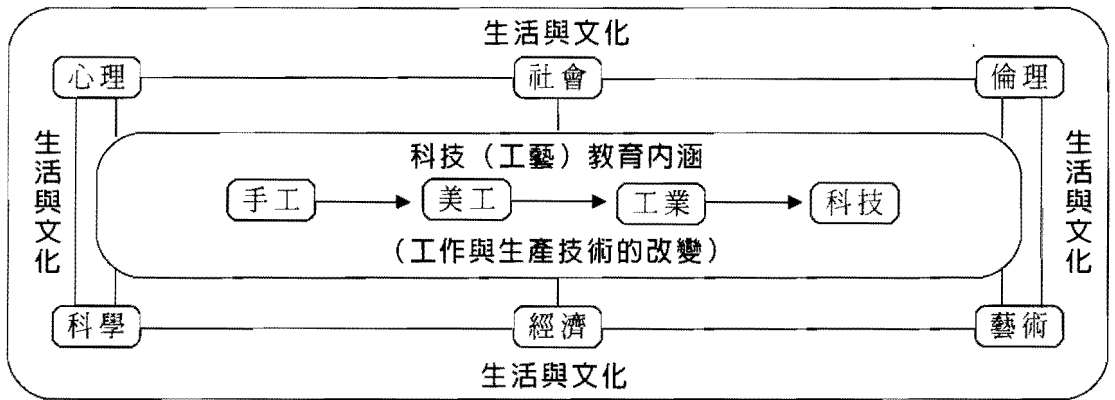 生活與文化
心理 社會 倫理
生活與文化
科技（工藝）教育內涵
手工 美工 工業 科技
（工作與生產技術的改變）
生活與文化
科學 經濟 藝術
生活與文化